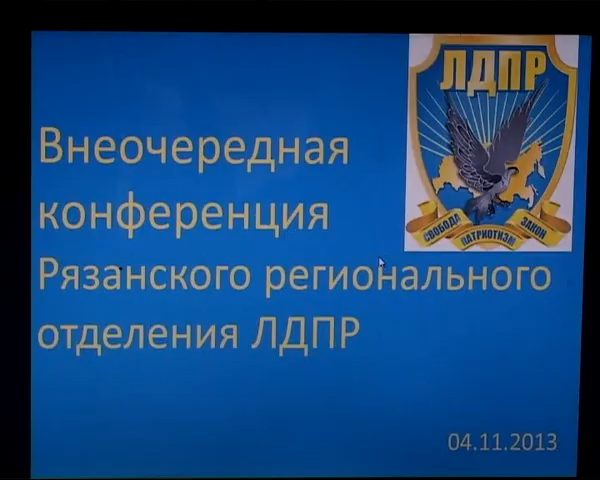 ЛДПР
Внеочередная
конференция
Рязанского регионального
отделения ЛДПР
СВОБОДА
ПАТРИОТИЗМ
ЗАКОН
04.11.2013